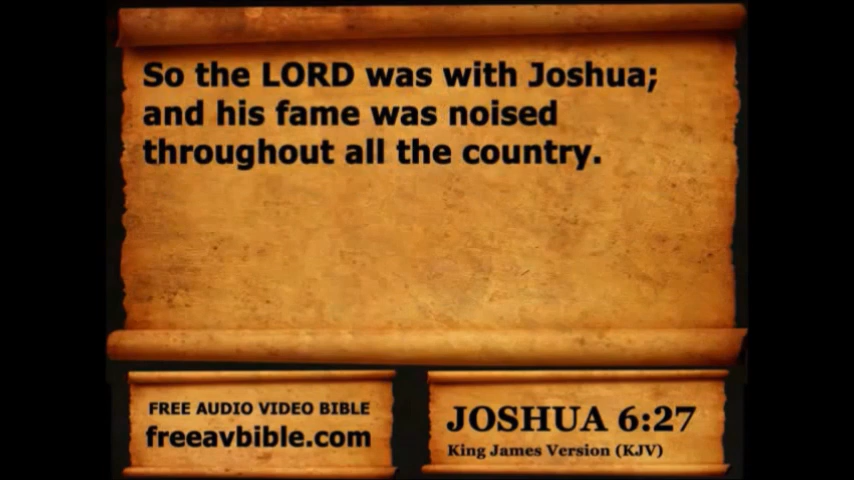 So the LORD was with Joshua;
and his fame was noised
throughout all the country.
FREE AUDIO VIDEO BIBLE
freeavbible.com
JOSHUA 6:27
King James Version (KJV)